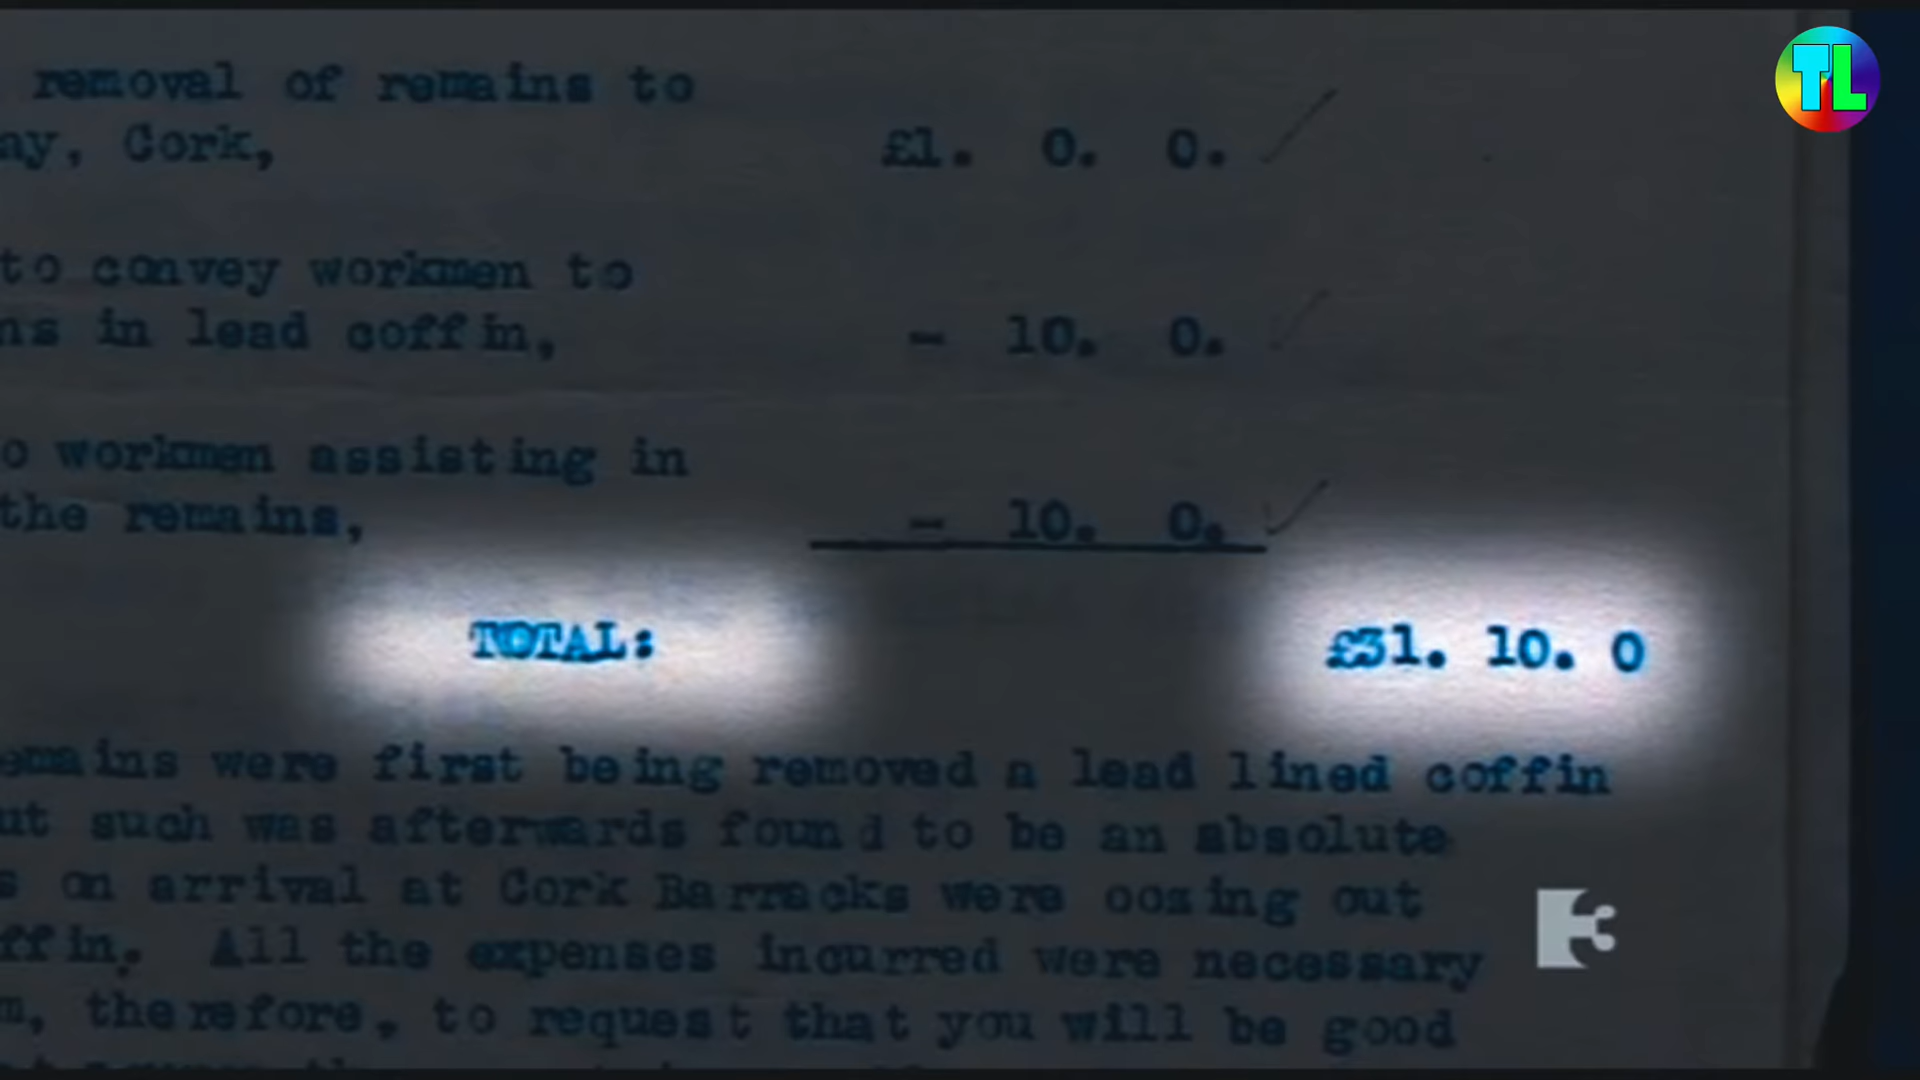 TL
removal of remains to
ay, Cork,
£1. 0. 0.
to convey workmen to
ns in lead coffin,
- 10. 0.
o workmen assisting in
the remains,
- 10. 0.
TOTAL: £31. 10. 0
emains were first being removed a lead lined coffin
ut such was afterwards found to be an absolute
s on arrival at Cork Barracks were oozing out
ffin. All the expenses incurred were necessary
m, therefore, to request that you will be good